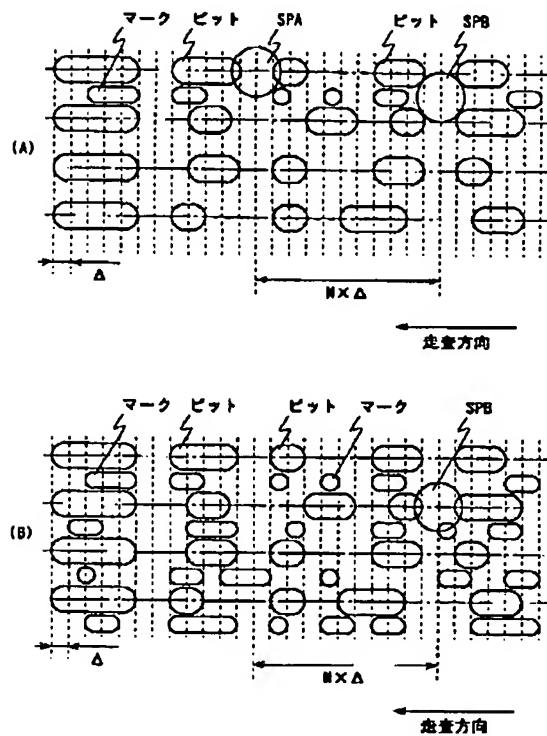 マーク ピット SPA ピット SPB
(A)
Δ
N×Δ
走査方向
マーク ピット ピット マーク SPB
(B)
Δ
N×Δ
走査方向